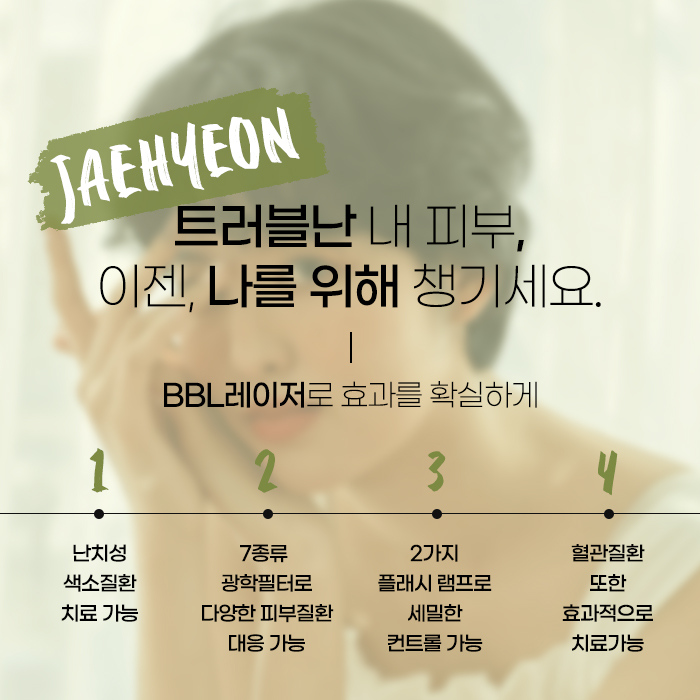 JAEHYEON
트러블난 내 피부,
이젠, 나를 위해 챙기세요.
BBL레이저로 효과를 확실하게
1
난치성
색소질환
치료 가능
2
7종류
광학필터로
다양한 피부질환
대응 가능
3
2가지
플래시 램프로
세밀한
컨트롤 가능
4
혈관질환
또한
효과적으로
치료가능